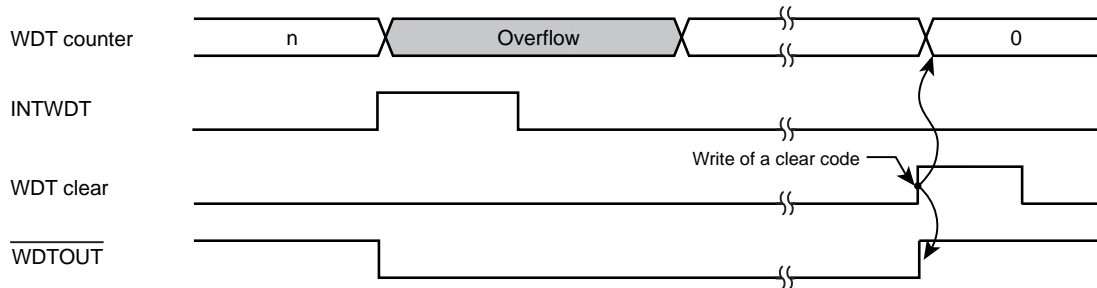 WDT counter
n
Overflow
0
INTWDT
Write of a clear code
WDT clear
WDTOUT